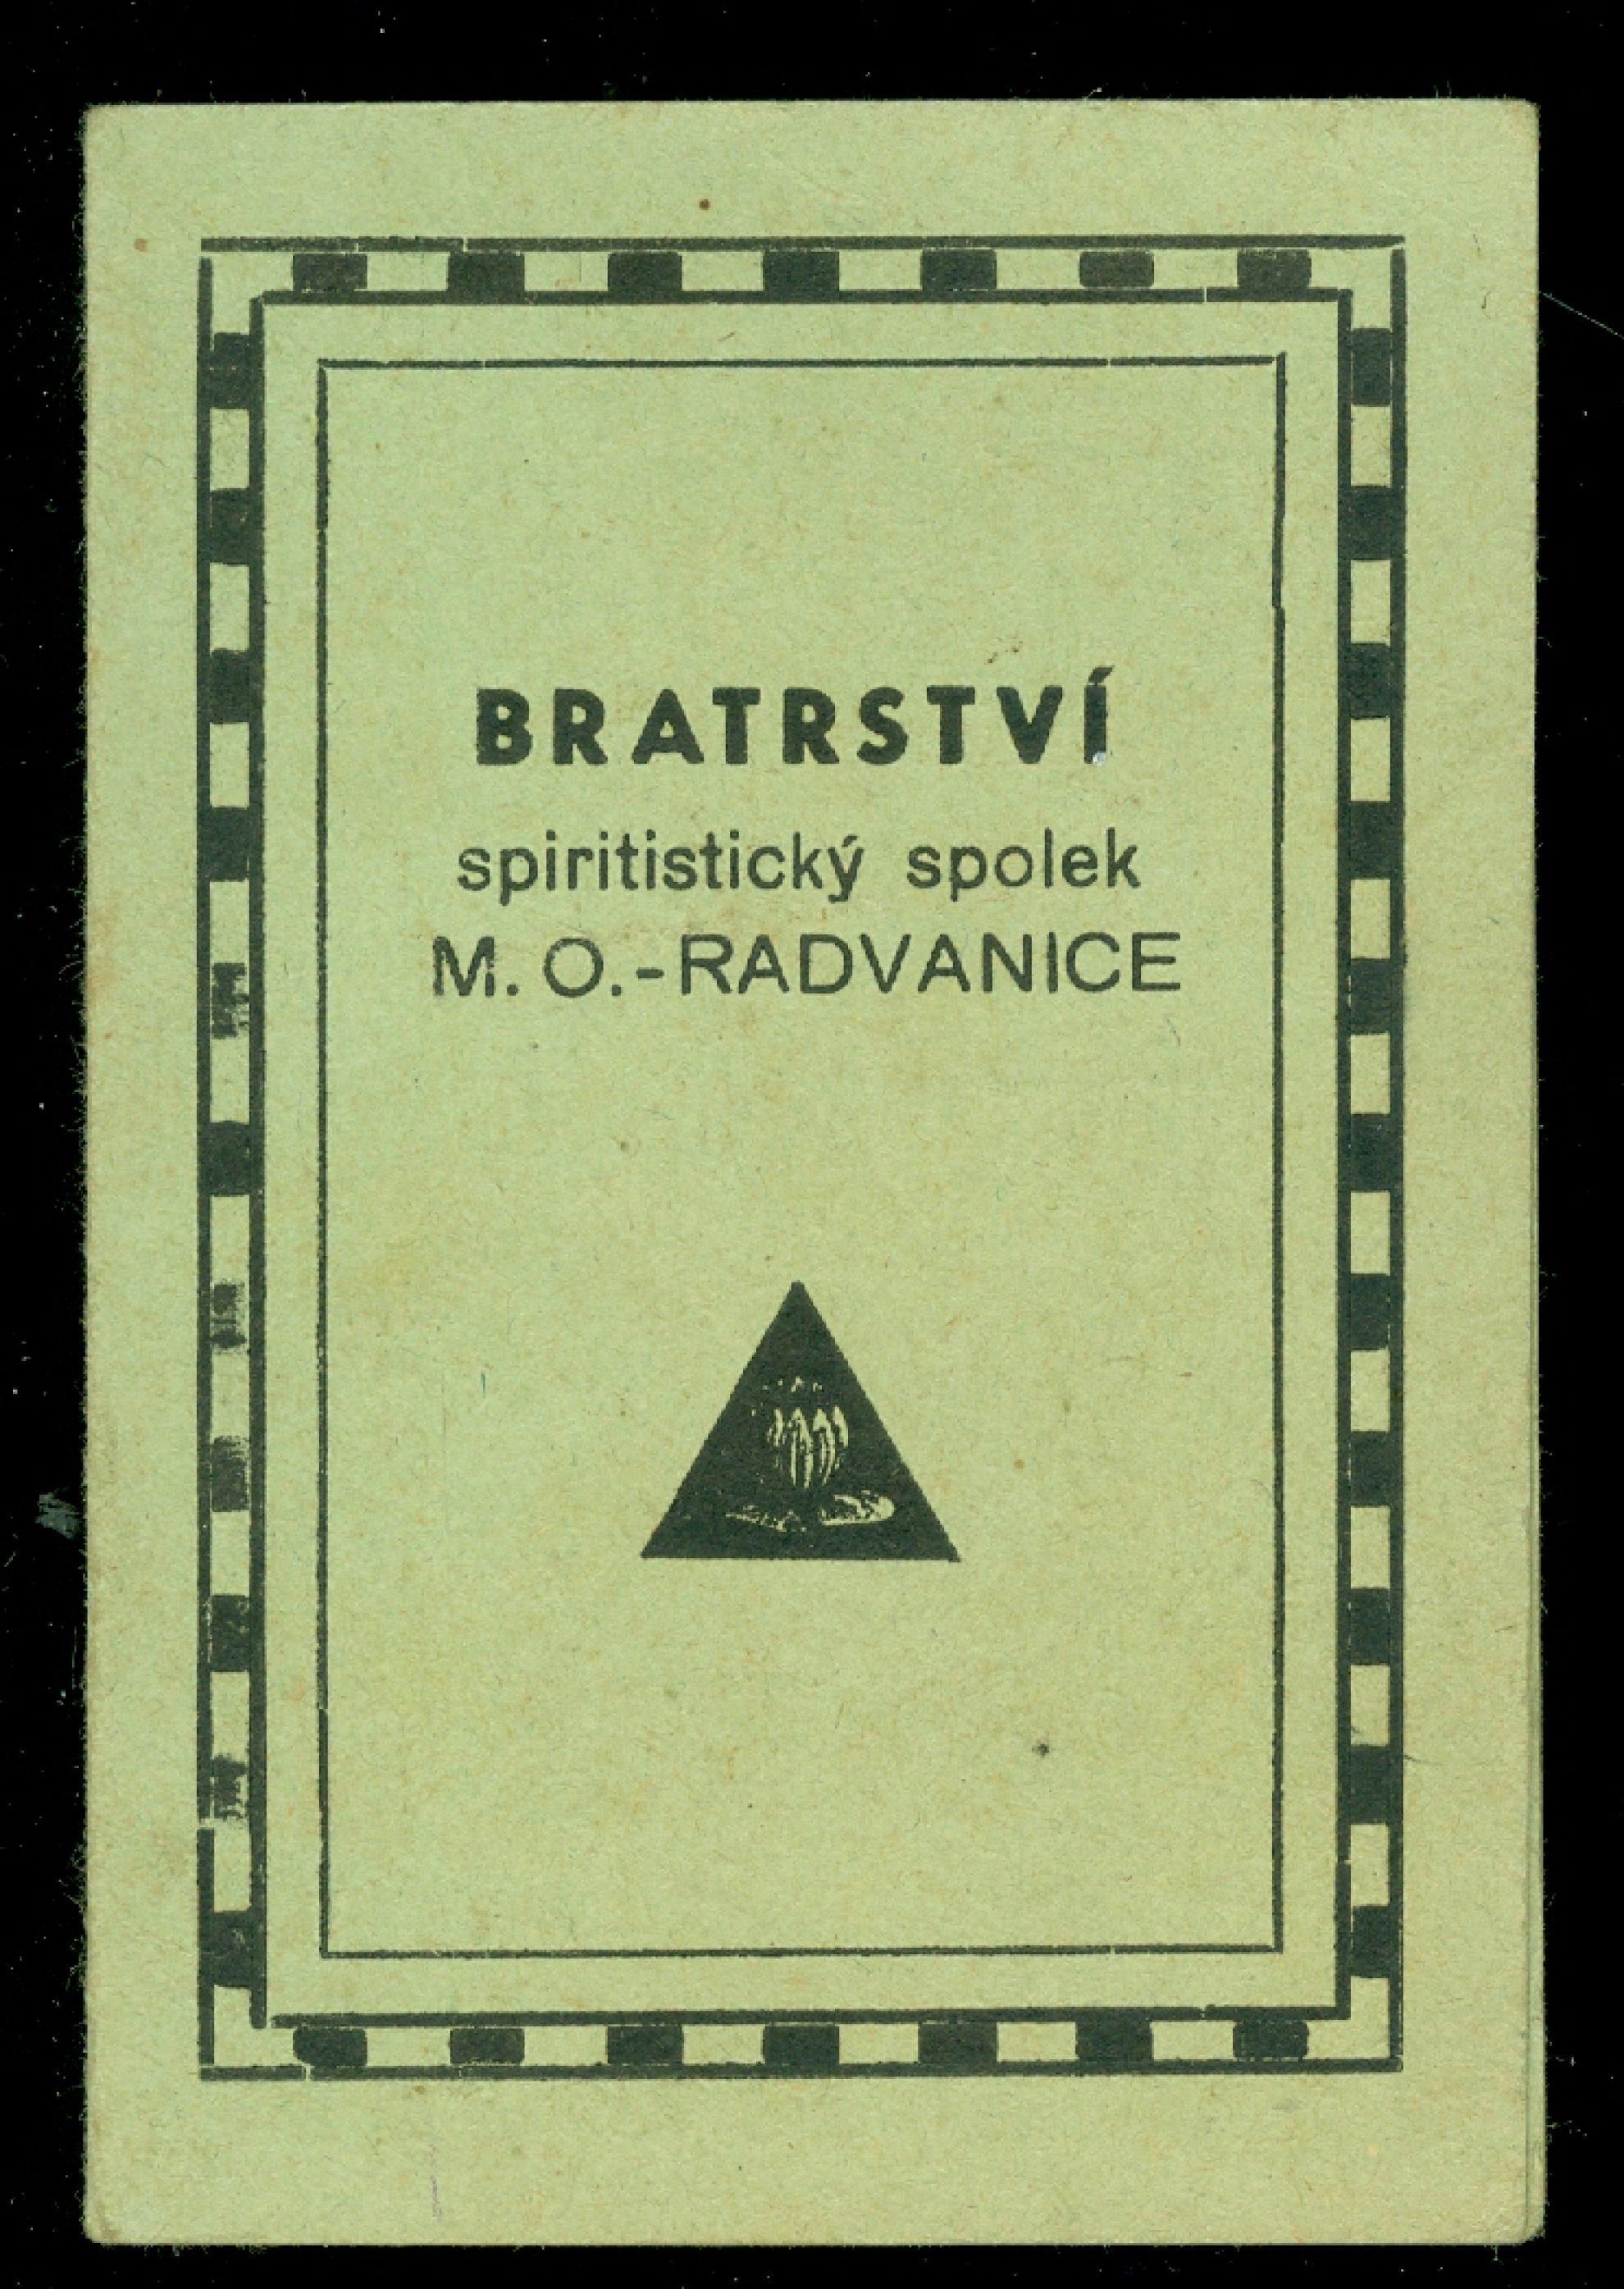 BRATRSTVÍ
spiritistický spolek
M. O.-RADVANICE